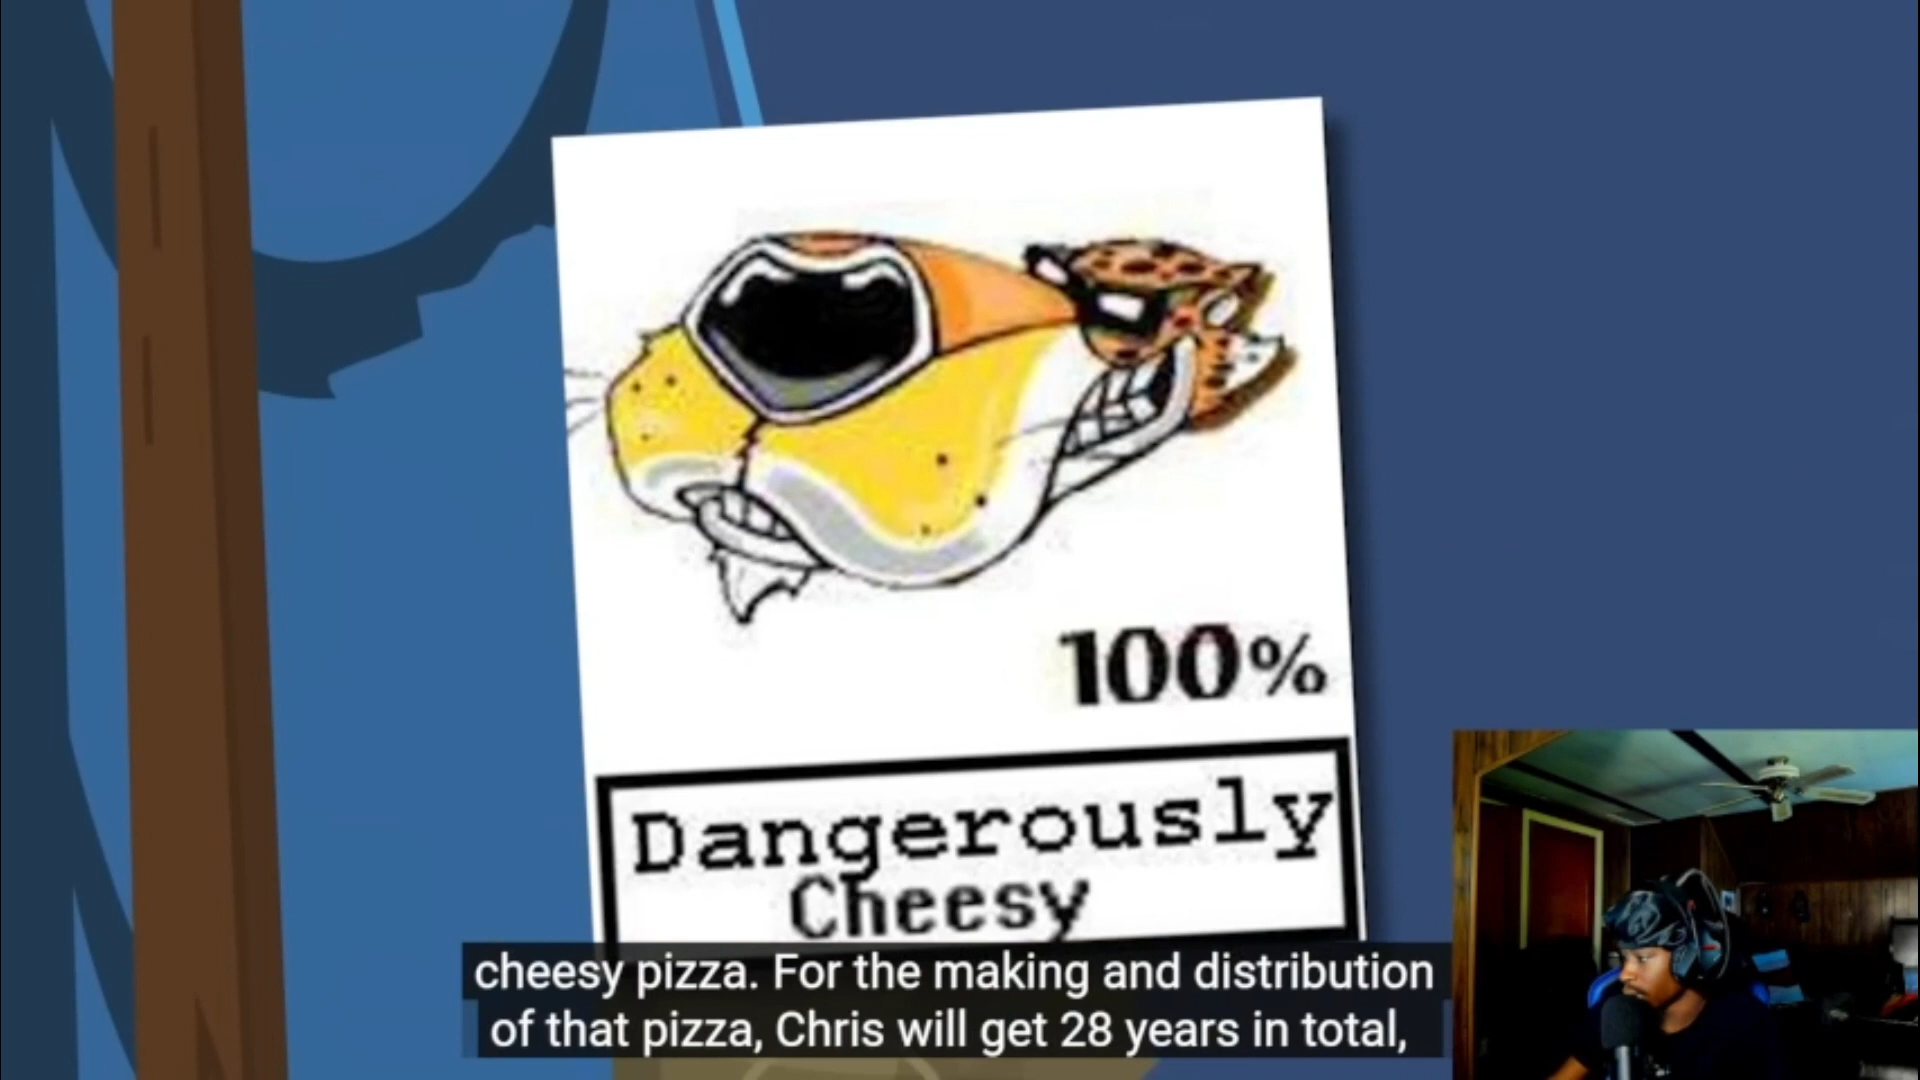 100%
Dangerously
Cheesy
cheesy pizza. For the making and distribution
of that pizza, Chris will get 28 years in total,